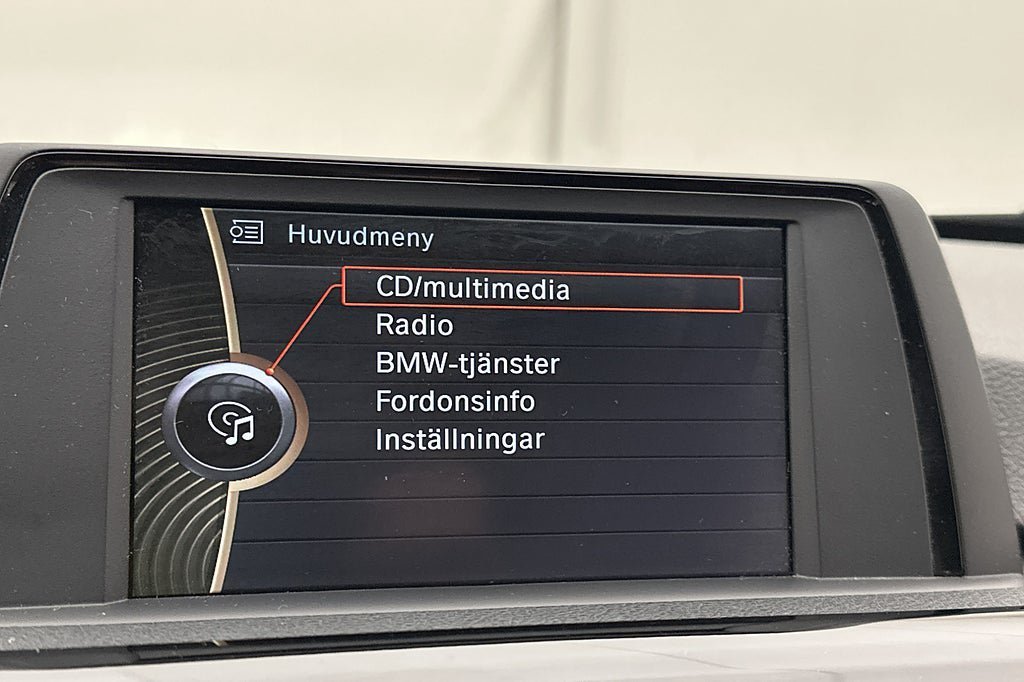 Huvudmeny
CD/multimedia
Radio
BMW-tjänster
Fordonsinfo
Inställningar